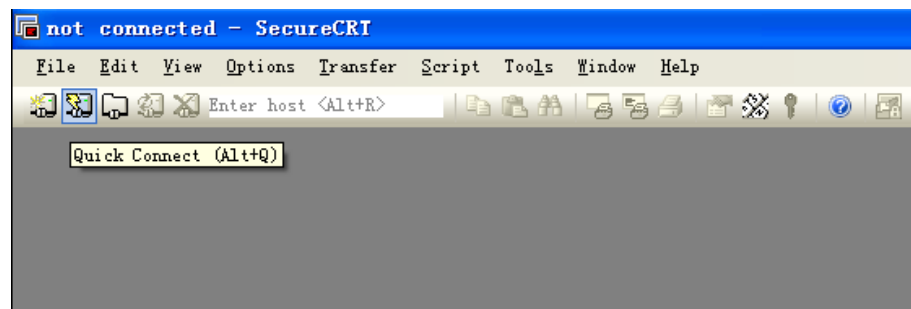 not connected - SecureCRT
File Edit View Options Transfer Script Tools Window Help
Enter host <Alt+R>
Quick Connect (Alt+Q)